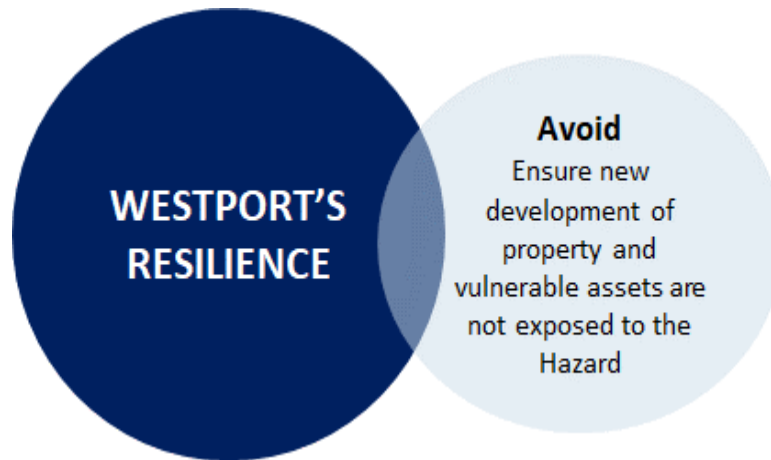 WESTPORT'S
RESILIENCE
Avoid
Ensure new
development of
property and
vulnerable assets are
not exposed to the
Hazard